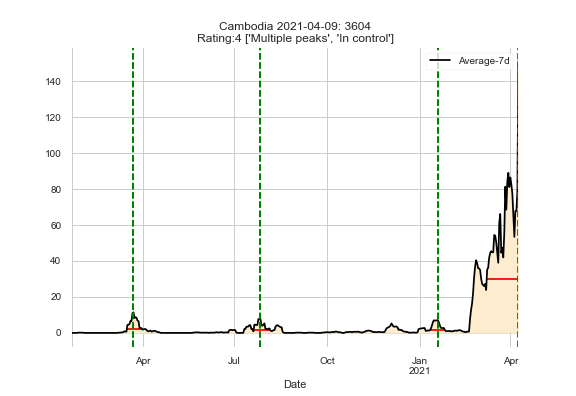 Cambodia 2021-04-09: 3604
Rating:4 ['Multiple peaks', 'In control']
Average-7d
140
120
100
80
60
40
20
0
Apr
Jul
Oct
Jan
2021
Apr
Date